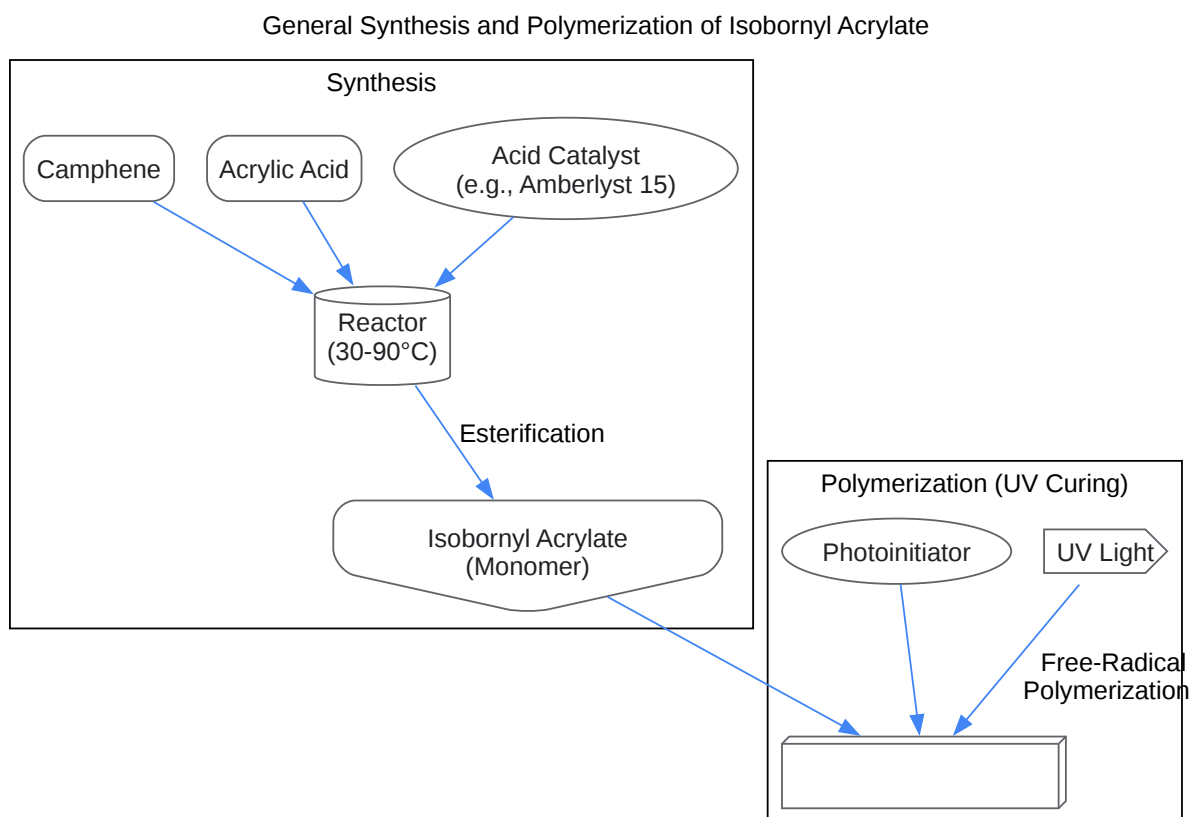 General Synthesis and Polymerization of Isobornyl Acrylate
Synthesis
Camphene
Acrylic Acid
Acid Catalyst
(e.g., Amberlyst 15)
Reactor
(30-90°C)
Esterification
Isobornyl Acrylate
(Monomer)
Polymerization (UV Curing)
Photoinitiator
UV Light
Free-Radical
Polymerization